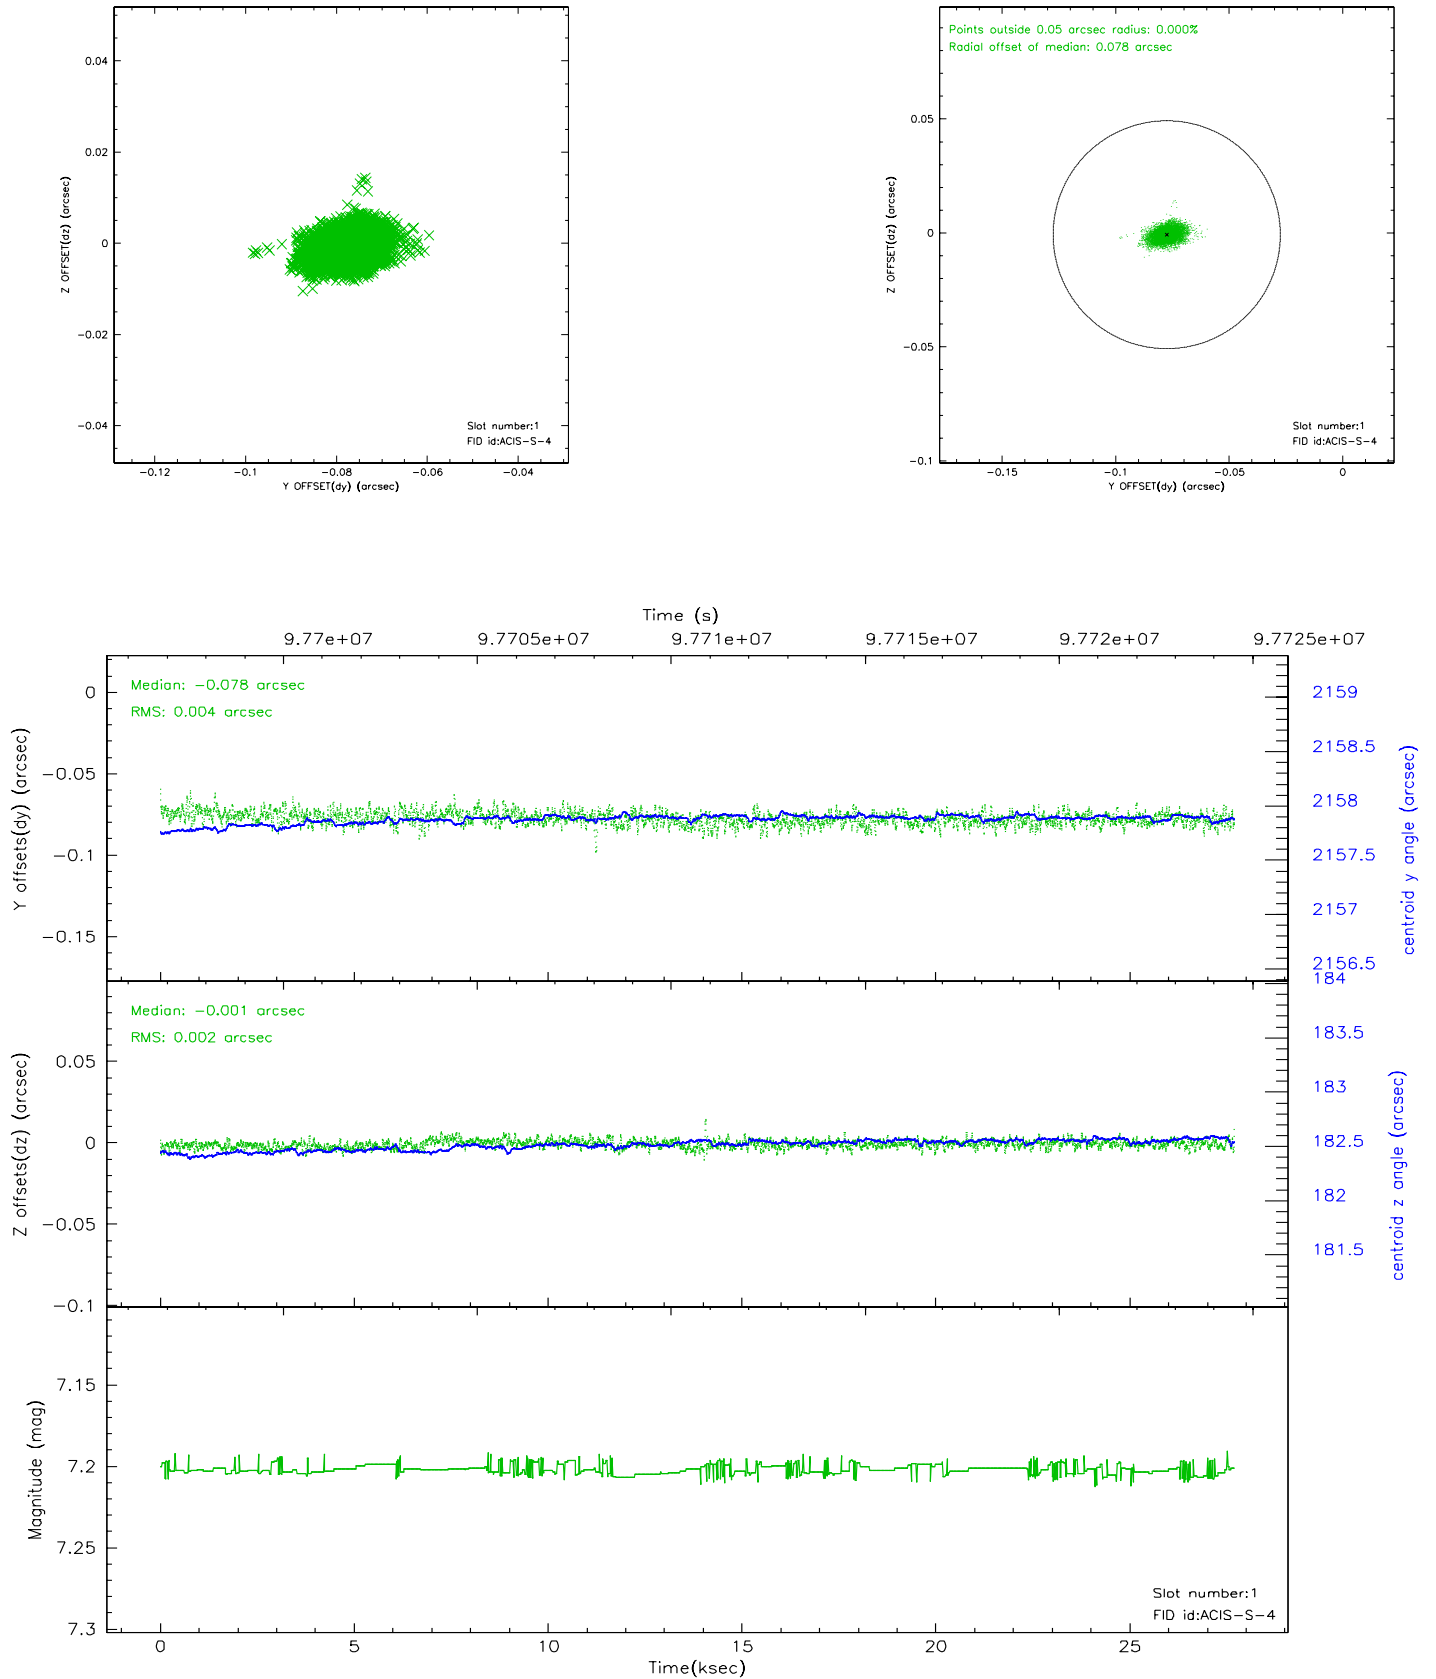 0.04
0.02
0
−0.02
−0.04
Z OFFSET(dz) (arcsec)
Slot number:1
FID id:ACIS−S−4
−0.12
−0.1
−0.08
−0.06
−0.04
Y OFFSET(dy) (arcsec)
Points outside 0.05 arcsec radius: 0.000%
Radial offset of median: 0.078 arcsec
0.05
0
−0.05
−0.1
Z OFFSET(dz) (arcsec)
Slot number:1
FID id:ACIS−S−4
−0.15
−0.1
−0.05
0
Y OFFSET(dy) (arcsec)
Time (s)
9.77e+07
9.7705e+07
9.771e+07
9.7715e+07
9.772e+07
9.7725e+07
Median: −0.078 arcsec
RMS: 0.004 arcsec
0
−0.05
−0.1
−0.15
Y offsets(dy) (arcsec)
2159
2158.5
2158
2157.5
2157
2156.5
centroid y angle (arcsec)
Median: −0.001 arcsec
RMS: 0.002 arcsec
0.05
0
−0.05
−0.1
Z offsets(dz) (arcsec)
184
183.5
183
182.5
182
181.5
centroid z angle (arcsec)
7.15
7.2
7.25
7.3
Magnitude (mag)
Slot number:1
FID id:ACIS−S−4
0
5
10
15
20
25
Time(ksec)